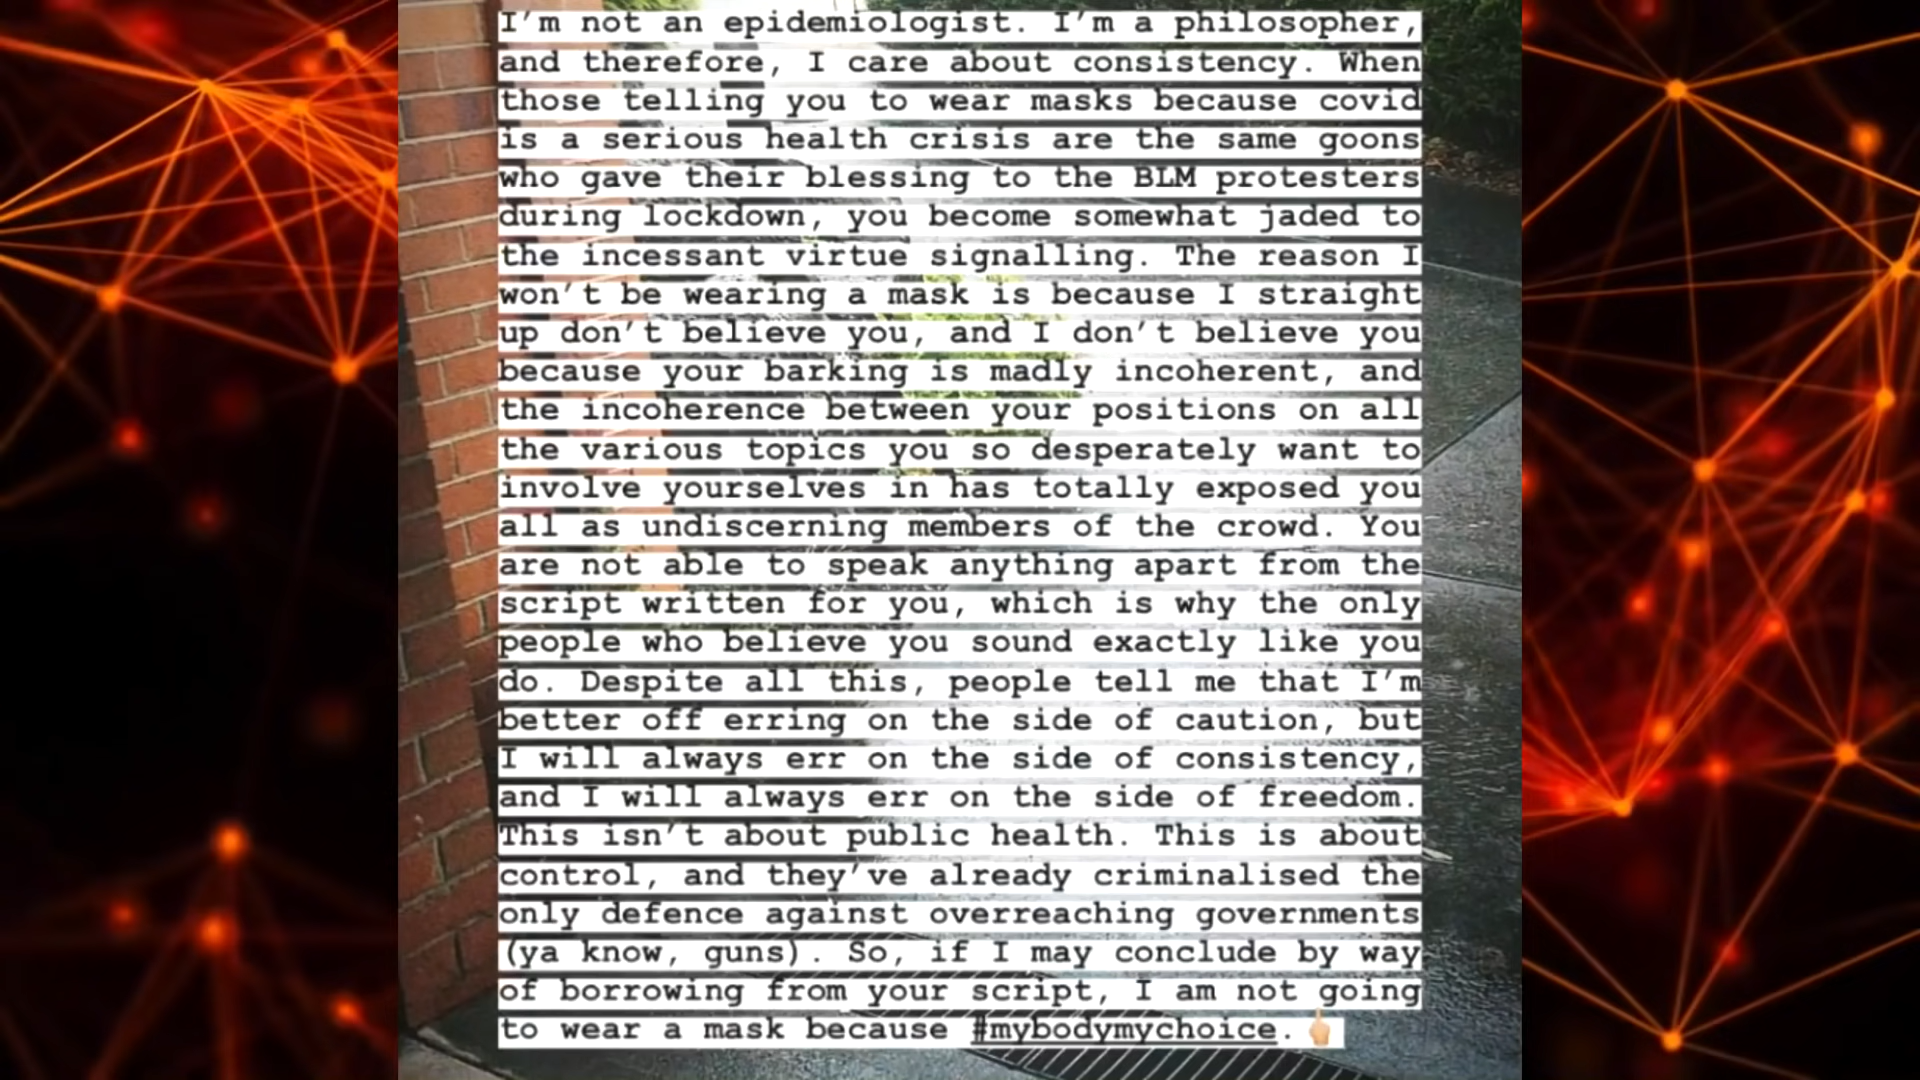 I’m not an epidemiologist. I’m a philosopher,
and therefore, I care about consistency. When
those telling you to wear masks because covid
is a serious health crisis are the same goons
who gave their blessing to the BLM protesters
during lockdown, you become somewhat jaded to
the incessant virtue signalling. The reason I
won’t be wearing a mask is because I straight
up don’t believe you, and I don’t believe you
because your barking is madly incoherent, and
the incoherence between your positions on all
the various topics you so desperately want to
involve yourselves in has totally exposed you
all as undiscerning members of the crowd. You
are not able to speak anything apart from the
script written for you, which is why the only
people who believe you sound exactly like you
do. Despite all this, people tell me that I’m
better off erring on the side of caution, but
I will always err on the side of consistency,
and I will always err on the side of freedom.
This isn’t about public health. This is about
control, and they’ve already criminalised the
only defence against overreaching governments
(ya know, guns). So, if I may conclude by way
of borrowing from your script, I am not going
to wear a mask because #mybodymychoice.🖕🏼